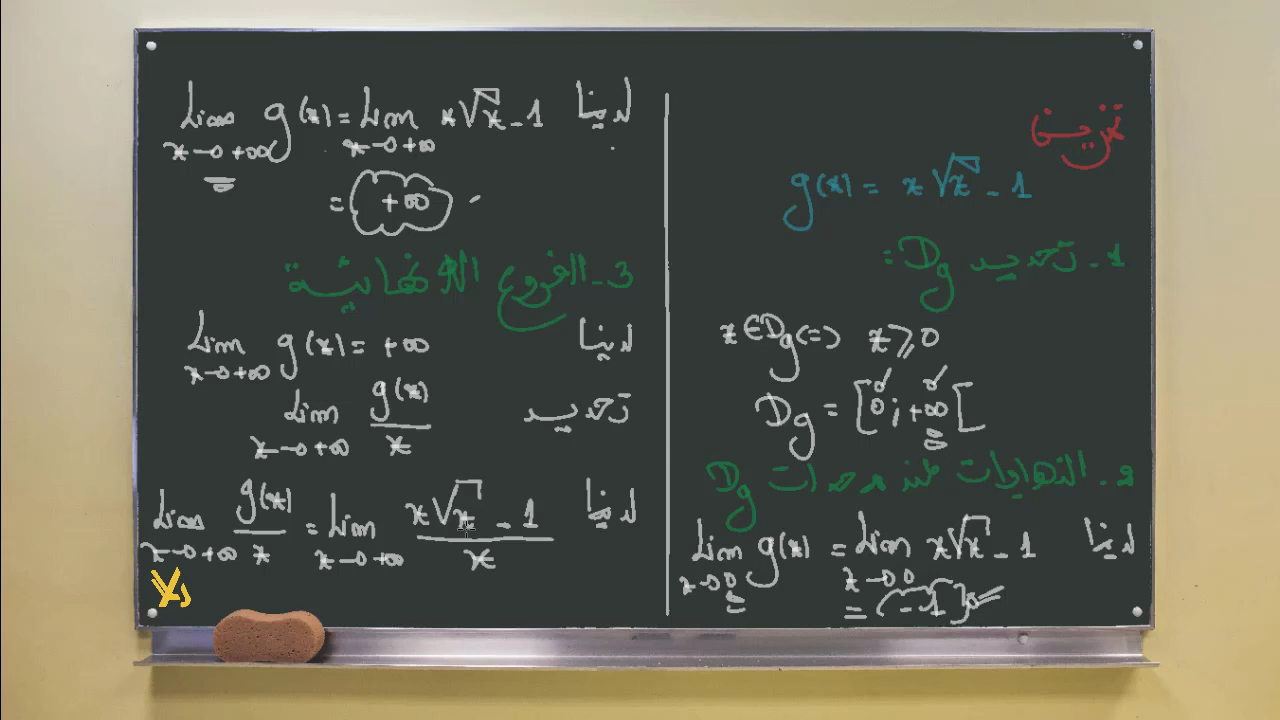 تمرين
g(x) = x√x - 1
1- تحديد Dg :
x ∈ Dg <=> x ⩾ 0
Dg = [0 ; +∞[
2- النهايات عند محدات Dg
لدينا Lim x→0 g(x) = Lim x→0 x√x - 1
= -1
لدينا Lim x→+∞ g(x) = Lim x→+∞ x√x - 1
= +∞
3- الفروع اللانهائية
لدينا Lim x→+∞ g(x) = +∞
تحديد Lim x→+∞ g(x)/x
لدينا Lim x→+∞ g(x)/x = Lim x→+∞ (x√x - 1)/x